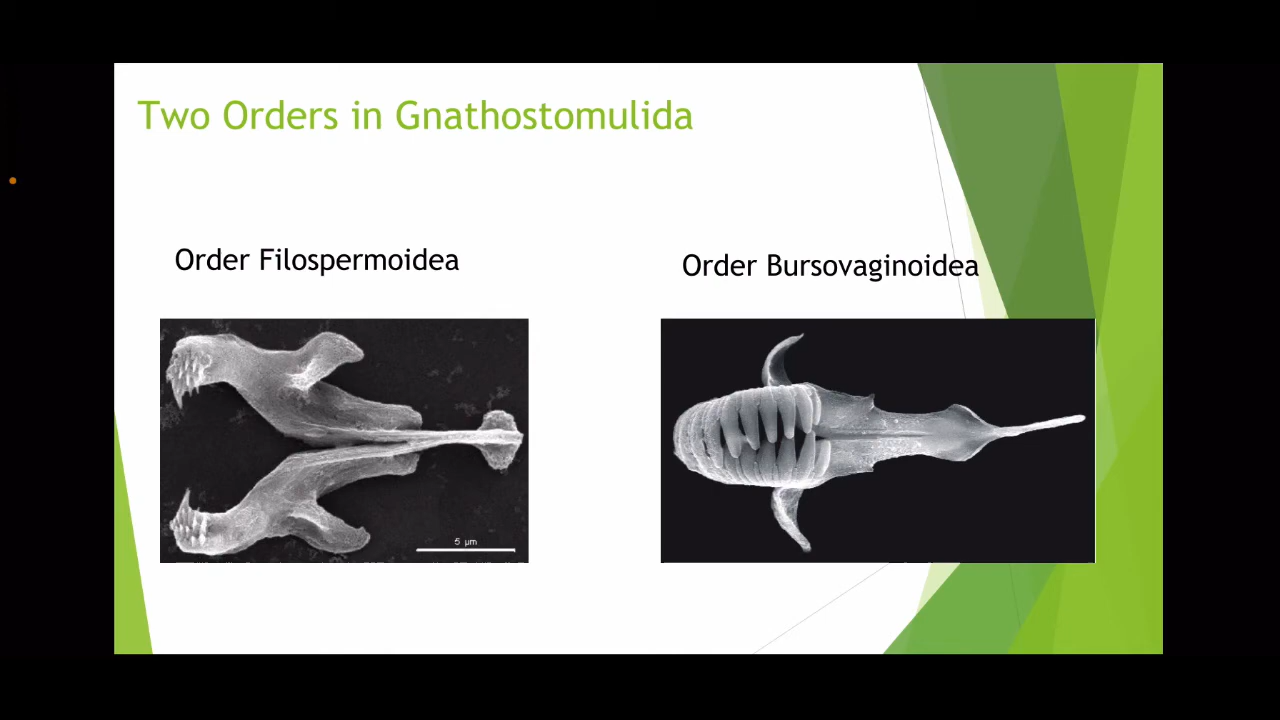 Two Orders in Gnathostomulida
Order Filospermoidea
Order Bursovaginoidea
5 µm